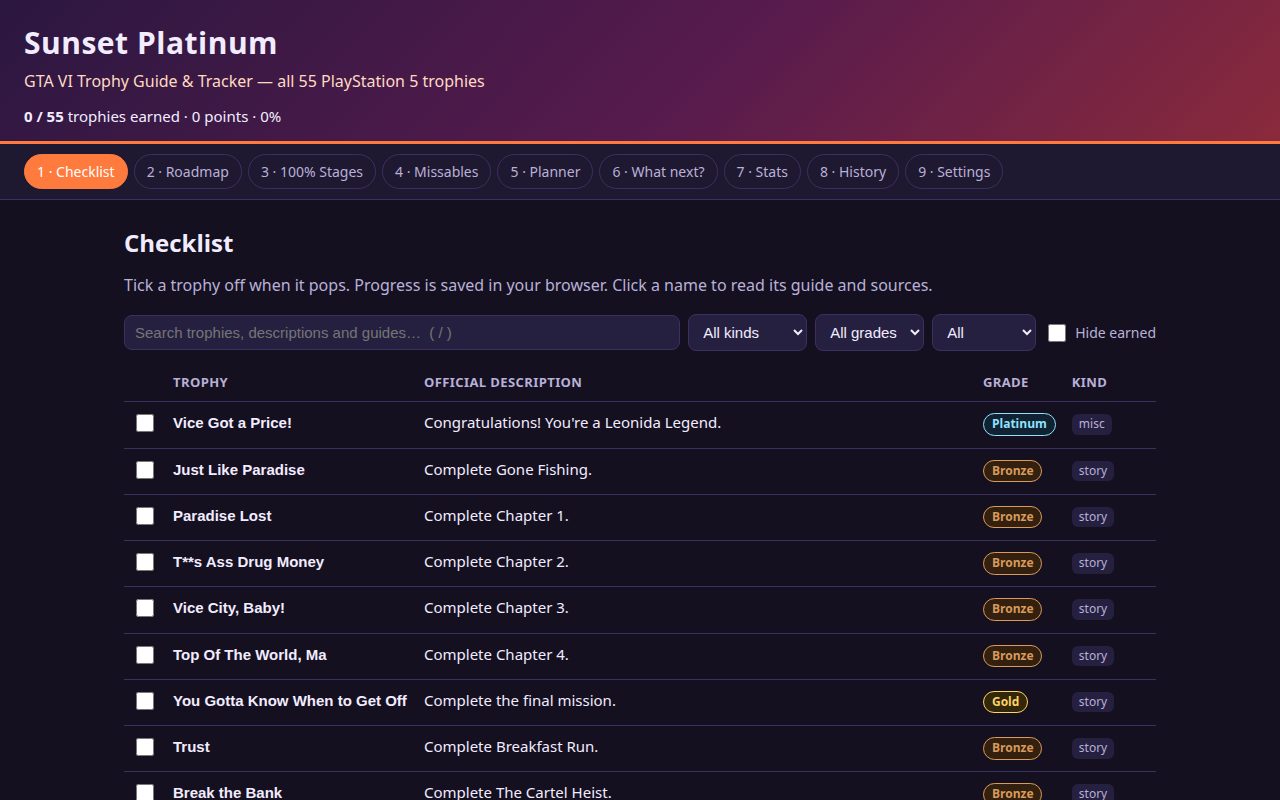 Sunset Platinum
GTA VI Trophy Guide & Tracker — all 55 PlayStation 5 trophies
0 / 55 trophies earned · 0 points · 0%
1 · Checklist 2 · Roadmap 3 · 100% Stages 4 · Missables 5 · Planner 6 · What next? 7 · Stats 8 · History 9 · Settings
Checklist
Tick a trophy off when it pops. Progress is saved in your browser. Click a name to read its guide and sources.
Search trophies, descriptions and guides… ( / ) All kinds All grades All Hide earned
TROPHY OFFICIAL DESCRIPTION GRADE KIND
Vice Got a Price! Congratulations! You're a Leonida Legend. Platinum misc
Just Like Paradise Complete Gone Fishing. Bronze story
Paradise Lost Complete Chapter 1. Bronze story
T**s Ass Drug Money Complete Chapter 2. Bronze story
Vice City, Baby! Complete Chapter 3. Bronze story
Top Of The World, Ma Complete Chapter 4. Bronze story
You Gotta Know When to Get Off Complete the final mission. Gold story
Trust Complete Breakfast Run. Bronze story
Break the Bank Complete The Cartel Heist. Bronze story